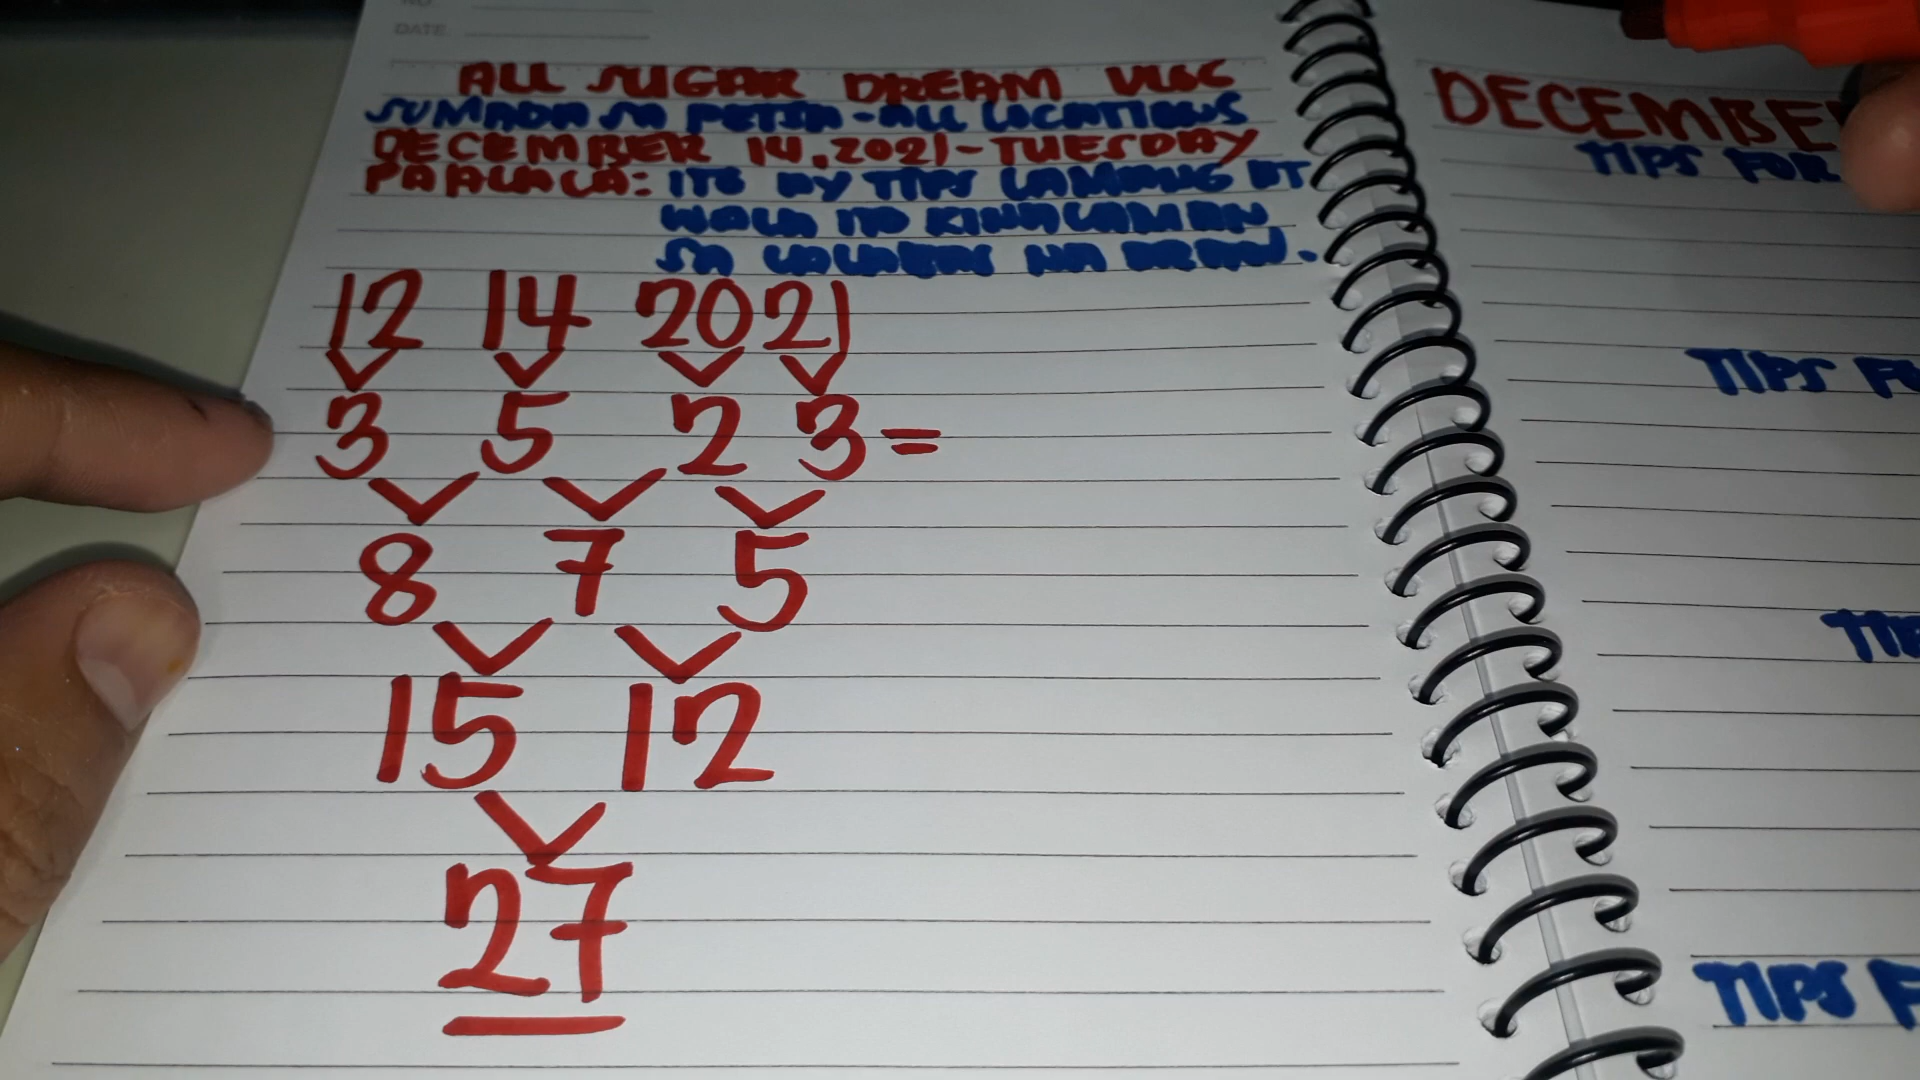 NO.
DATE
ALL SUGAR DREAM VLOG
SUMADA SA PETSA-ALL LOCATIONS
DECEMBER 14,2021-TUESDAY
PAALALA: ITS MY TIPS LAMANG AT
WALA ITO KINALAMAN
SA LALABAS NA DRAW.
12 14 2021
3 5 2 3=
8 7 5
15 12
27
DECEMBE
TIPS FOR
TIPS F
TIP
TIPS F